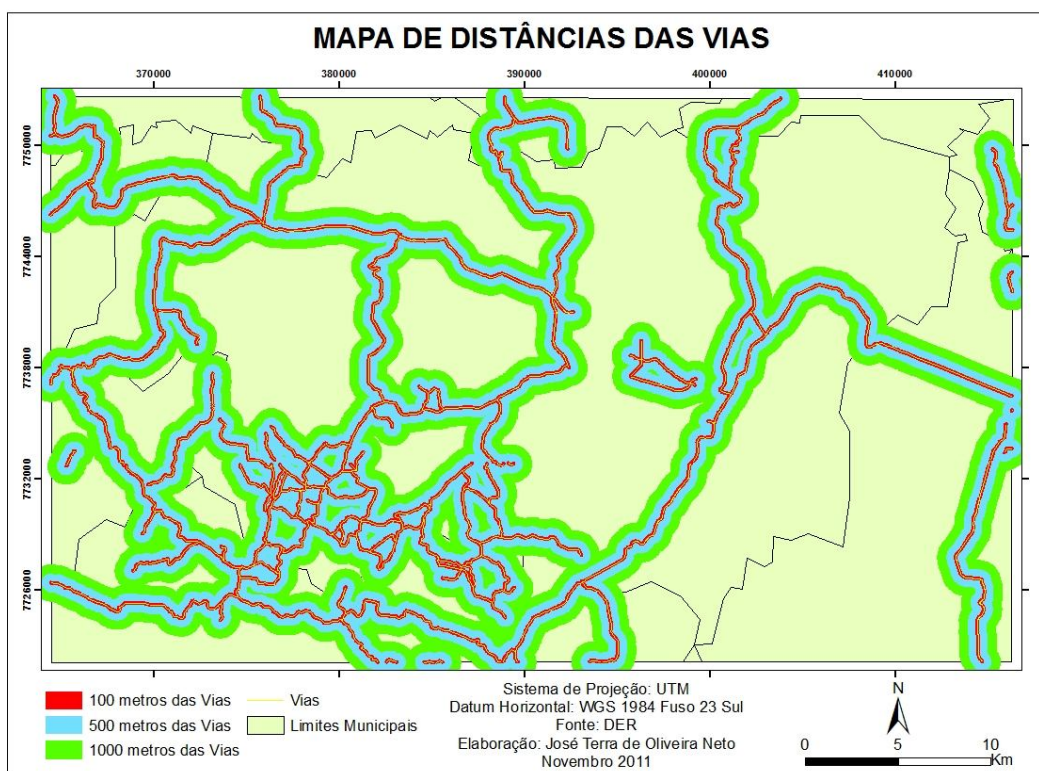 MAPA DE DISTÂNCIAS DAS VIAS
370000 380000 390000 400000 410000
7750000
7744000
7738000
7732000
7726000
100 metros das Vias
500 metros das Vias
1000 metros das Vias
Vias
Limites Municipais
Sistema de Projeção: UTM
Datum Horizontal: WGS 1984 Fuso 23 Sul
Fonte: DER
Elaboração: José Terra de Oliveira Neto
Novembro 2011
N
0 5 10
Km